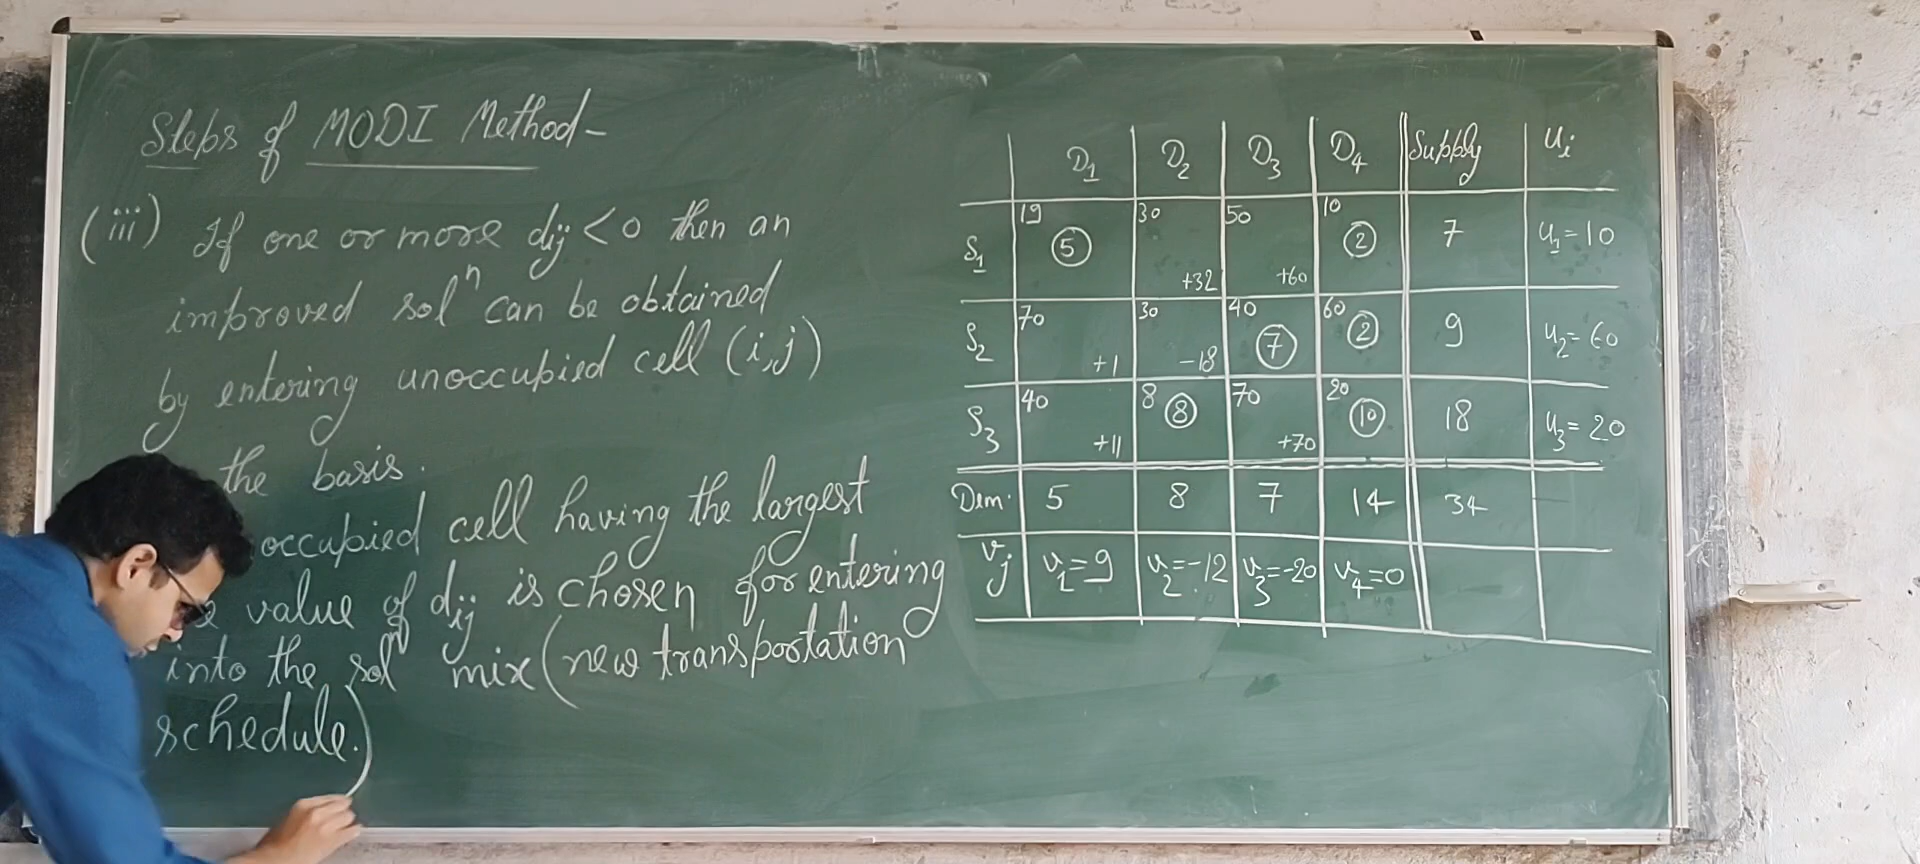 Steps of MODI Method-
(iii) If one or more dij < 0 then an
improved solⁿ can be obtained
by entering unoccupied cell (i,j)
the basis.
occupied cell having the largest
value of dij is chosen for entering
into the solⁿ mix (new transportation
schedule.)
D₁ D₂ D₃ D₄ Supply uᵢ
S₁ 19 ⑤ 30 +32 50 +60 10 ② 7 u₁=10
S₂ 70 +1 30 -18 40 ⑦ 60 ② 9 u₂=60
S₃ 40 +11 8 ⑧ 70 +70 20 ⑩ 18 u₃=20
Dem. 5 8 7 14 34
vj v₁=9 v₂=-12 v₃=-20 v₄=0